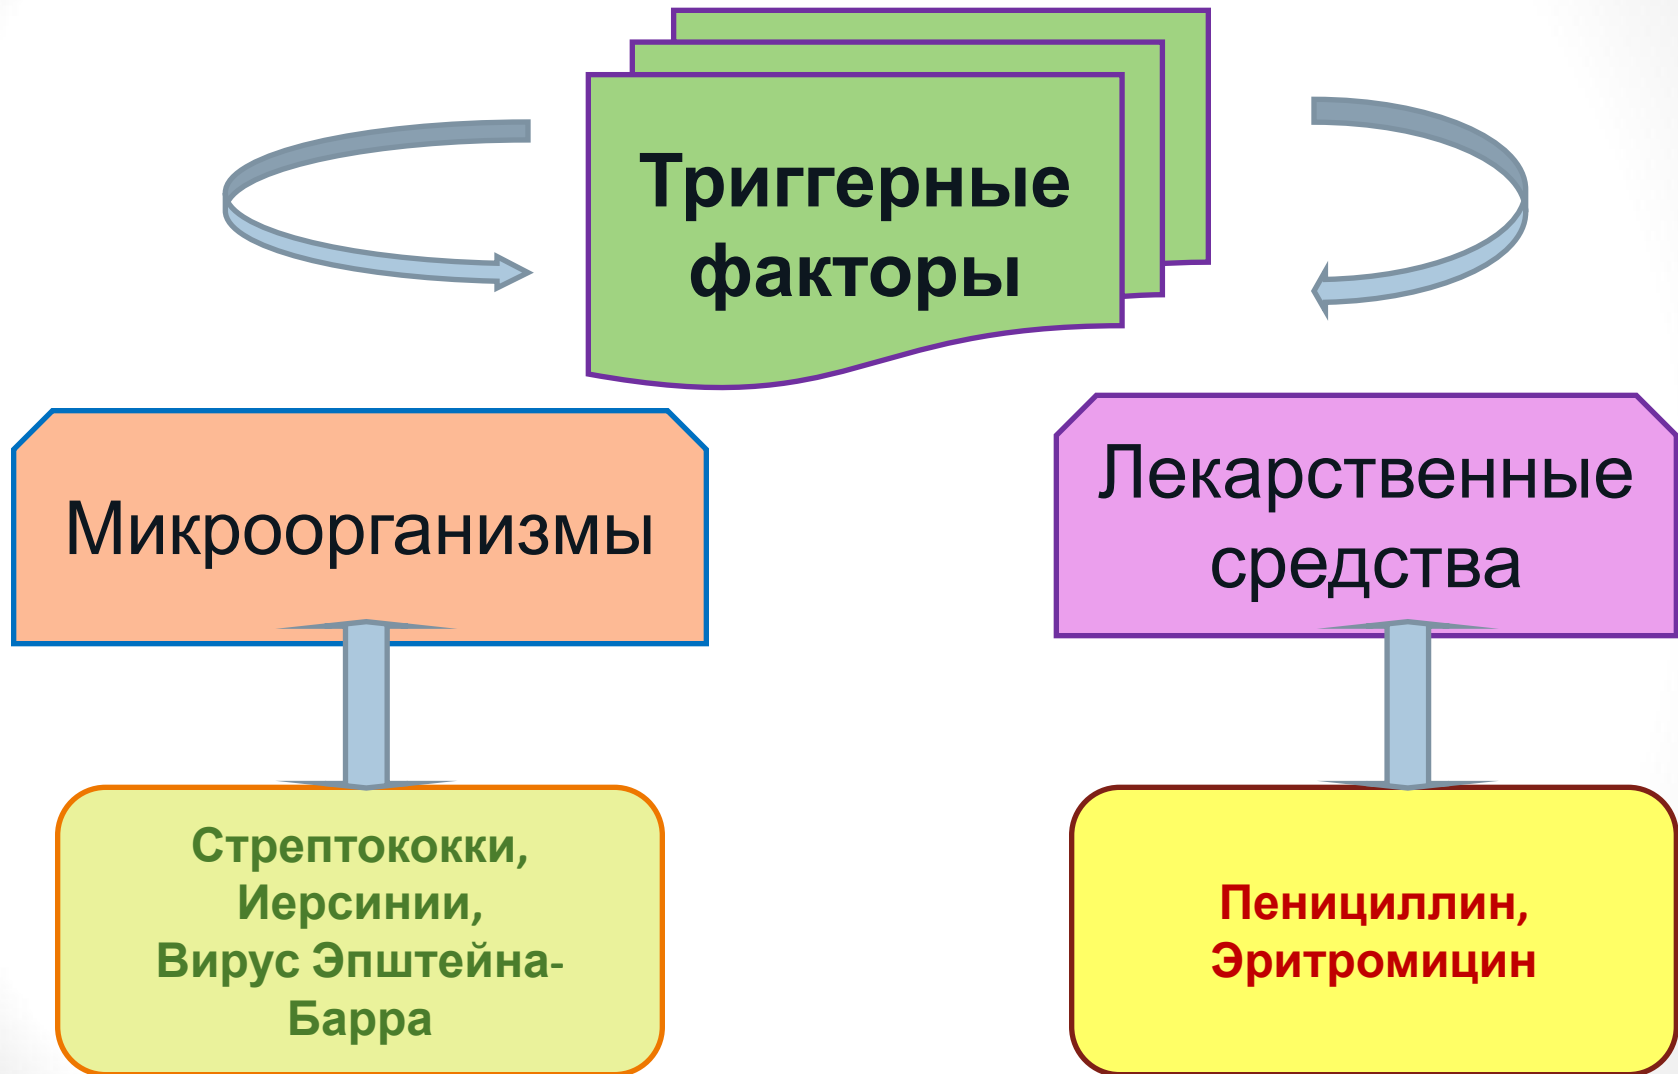 Триггерные
факторы
Микроорганизмы
Лекарственные
средства
Стрептококки,
Иерсинии,
Вирус Эпштейна-
Барра
Пенициллин,
Эритромицин